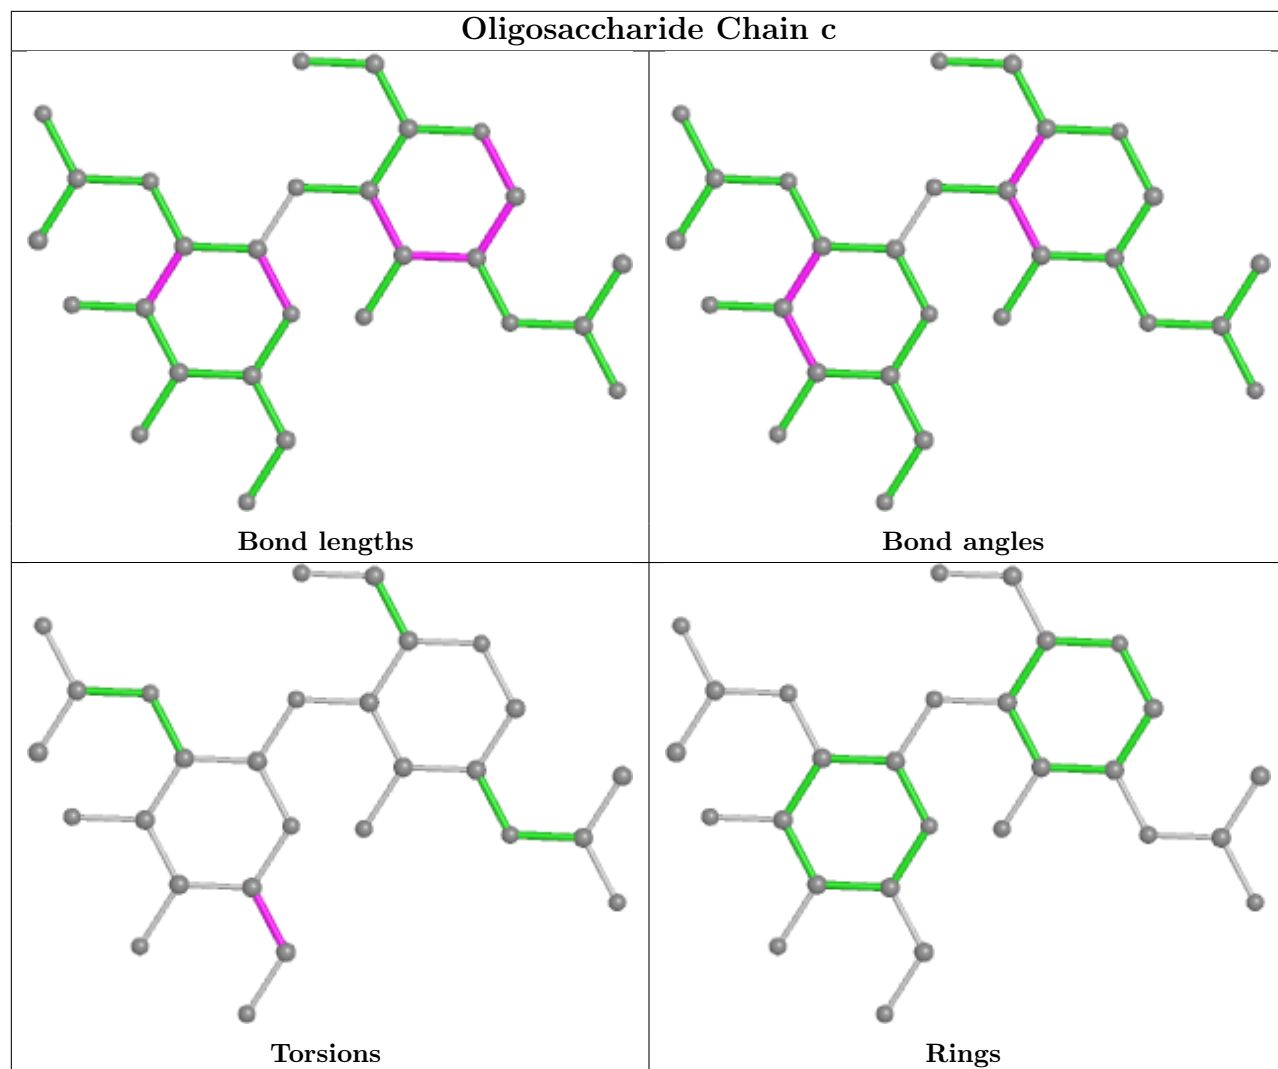 Oligosaccharide Chain c
Bond lengths
Bond angles
Torsions
Rings